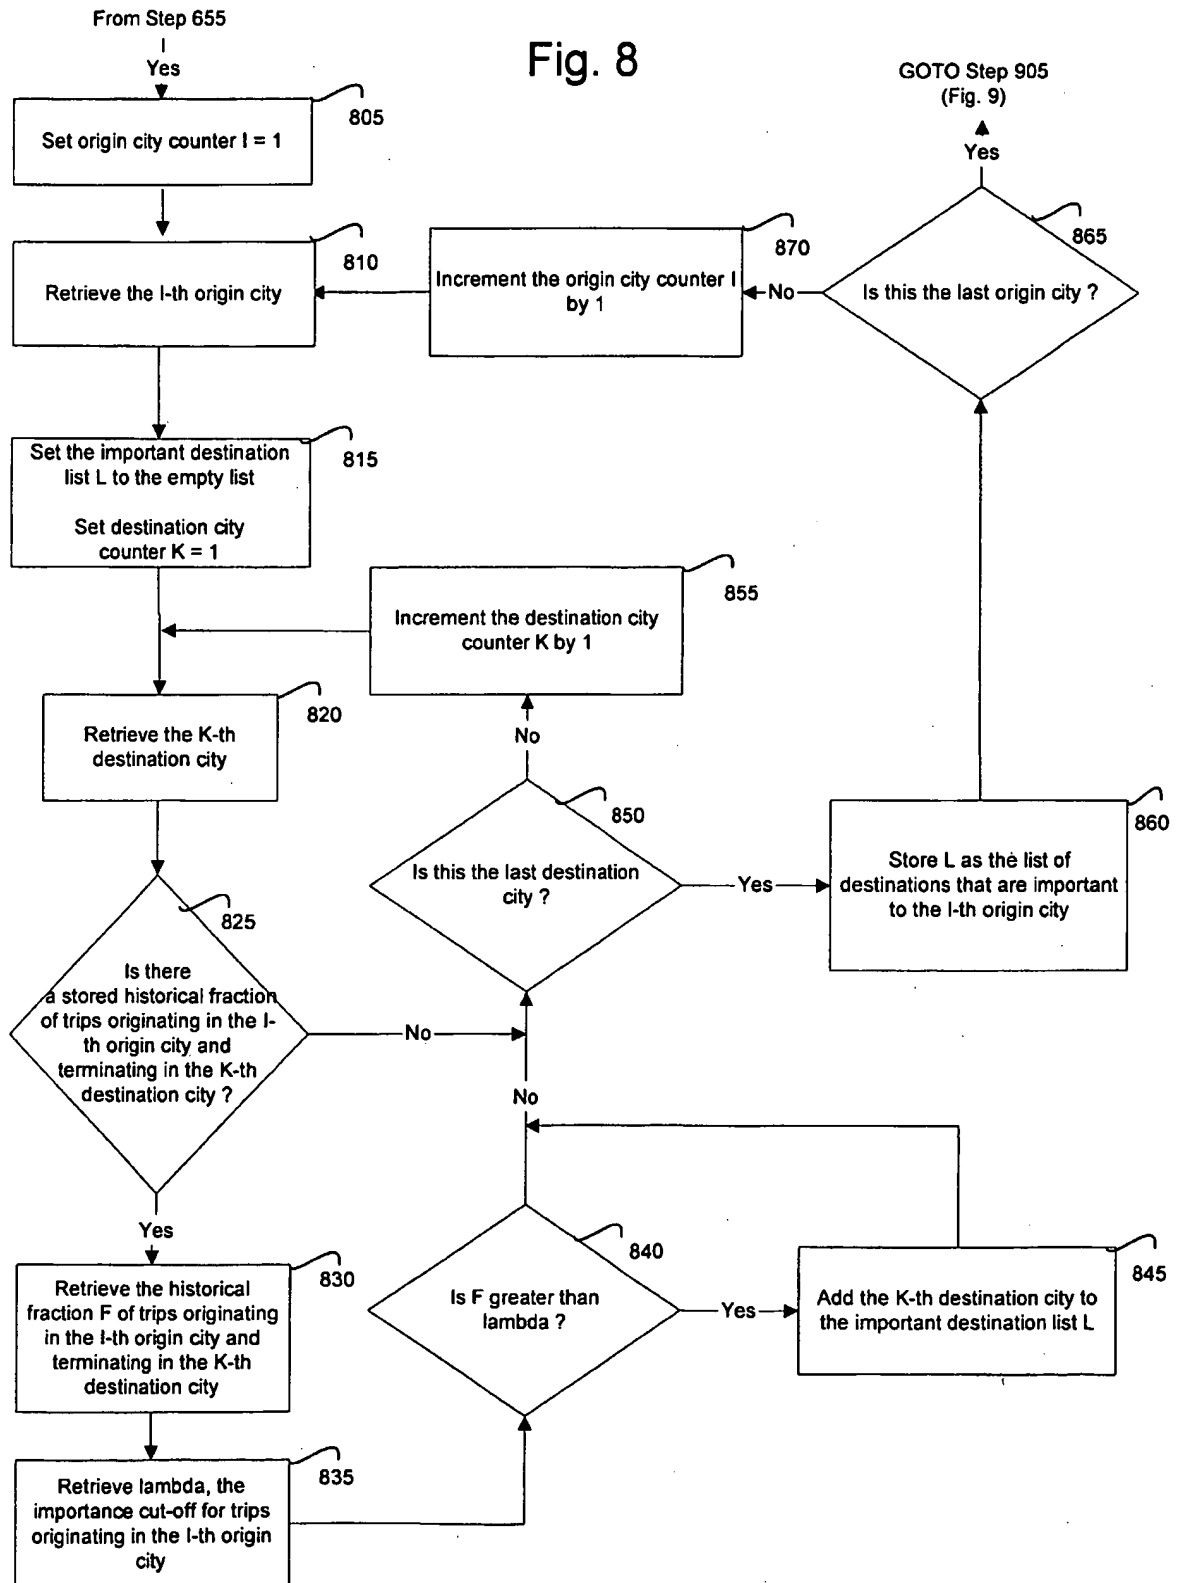 From Step 655
Yes
Fig. 8
GOTO Step 905
(Fig. 9)
Yes
805
Set origin city counter I = 1
865
Is this the last origin city ?
No
870
Increment the origin city counter I
by 1
810
Retrieve the I-th origin city
815
Set the important destination
list L to the empty list
Set destination city
counter K = 1
855
Increment the destination city
counter K by 1
820
Retrieve the K-th
destination city
No
850
Is this the last destination
city ?
Yes
860
Store L as the list of
destinations that are important
to the I-th origin city
825
Is there
a stored historical fraction
of trips originating in the I-
th origin city and
terminating in the K-th
destination city ?
No
No
Yes
830
Retrieve the historical
fraction F of trips originating
in the I-th origin city and
terminating in the K-th
destination city
840
Is F greater than
lambda ?
Yes
845
Add the K-th destination city to
the important destination list L
835
Retrieve lambda, the
importance cut-off for trips
originating in the I-th origin
city